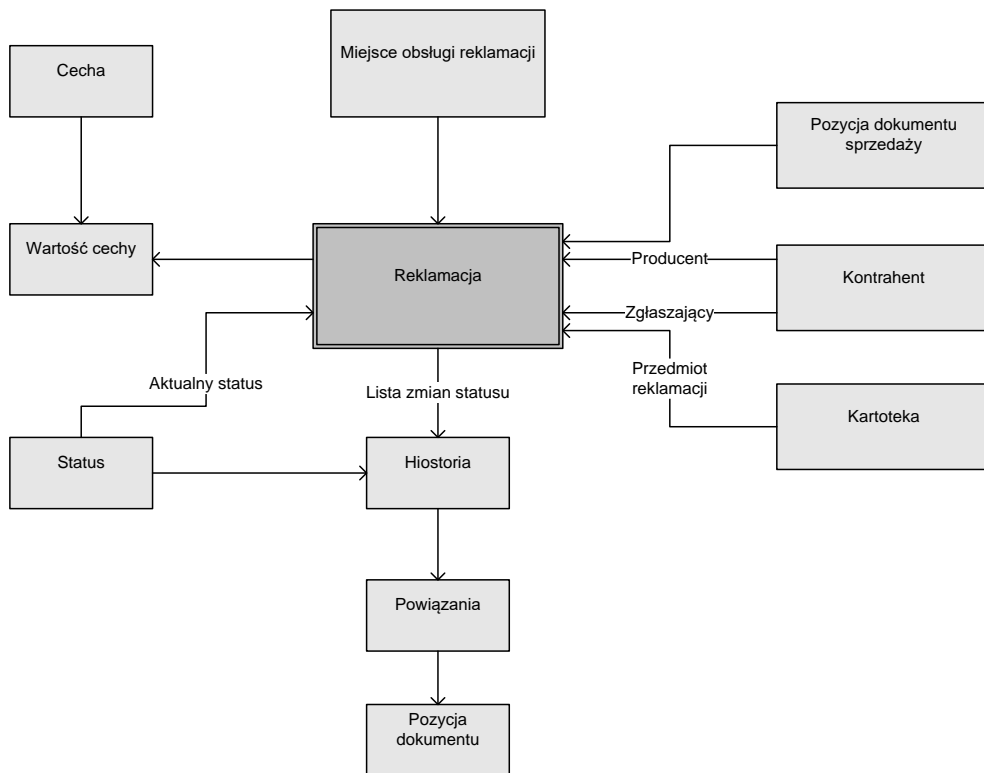 Miejsce obsługi reklamacji
Cecha
Pozycja dokumentu
sprzedaży
Wartość cechy
Reklamacja
Producent
Kontrahent
Zgłaszający
Przedmiot
reklamacji
Aktualny status
Lista zmian statusu
Kartoteka
Status
Hiostoria
Powiązania
Pozycja
dokumentu